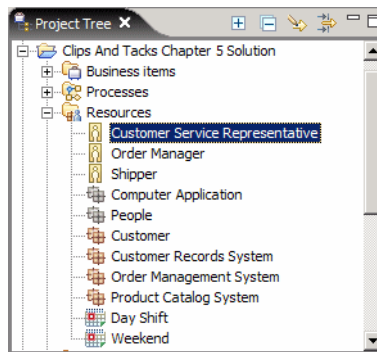 Project Tree
Clips And Tacks Chapter 5 Solution
Business items
Processes
Resources
Customer Service Representative
Order Manager
Shipper
Computer Application
People
Customer
Customer Records System
Order Management System
Product Catalog System
Day Shift
Weekend